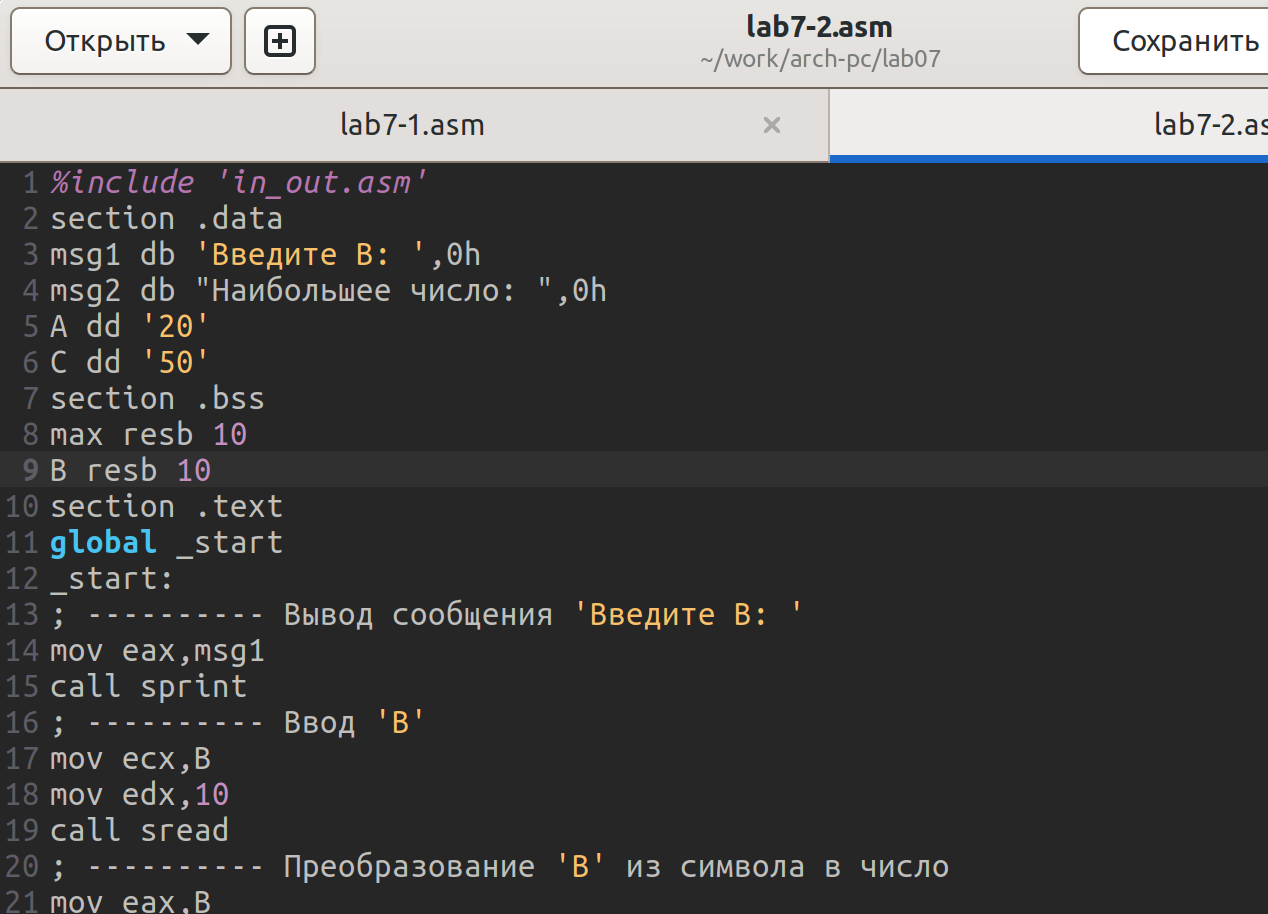 Открыть
lab7-2.asm
~/work/arch-pc/lab07
Сохранить
lab7-1.asm
×
lab7-2.as
1 %include 'in_out.asm'
2 section .data
3 msg1 db 'Введите B: ',0h
4 msg2 db "Наибольшее число: ",0h
5 A dd '20'
6 C dd '50'
7 section .bss
8 max resb 10
9 B resb 10
10 section .text
11 global _start
12 _start:
13 ; ---------- Вывод сообщения 'Введите B: '
14 mov eax,msg1
15 call sprint
16 ; ---------- Ввод 'B'
17 mov ecx,B
18 mov edx,10
19 call sread
20 ; ---------- Преобразование 'B' из символа в число
21 mov eax,B